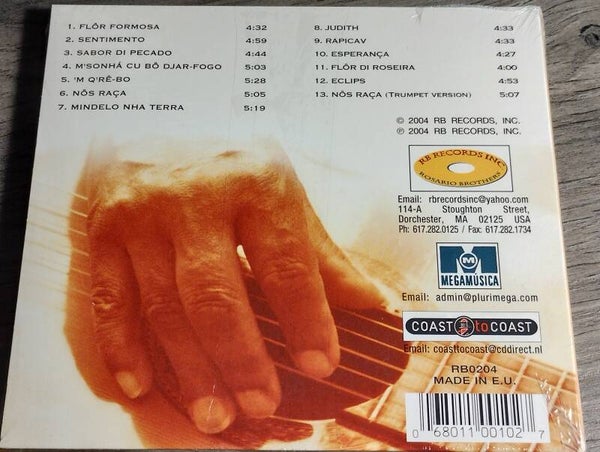 1. FLÔR FORMOSA 4:32
2. SENTIMENTO 4:59
3. SABOR DI PECADO 4:44
4. M'SONHÁ CU BÔ DJAR-FOGO 5:03
5. 'M Q'RÊ-BO 5:28
6. NÔS RAÇA 5:05
7. MINDELO NHA TERRA 5:19
8. JUDITH 4:33
9. RAPICAV 4:33
10. ESPERANÇA 4:27
11. FLÔR DI ROSEIRA 4:00
12. ECLIPS 4:53
13. NÔS RAÇA (TRUMPET VERSION) 5:07
© 2004 RB RECORDS, INC.
℗ 2004 RB RECORDS, INC.
RB RECORDS INC
ROSARIO BROTHERS
Email: rbrecordsinc@yahoo.com
114-A Stoughton Street,
Dorchester, MA 02125 USA
Ph: 617.282.0125 / Fax: 617.282.1734
M
MEGAMÚSICA
Email: admin@plurimega.com
COAST to COAST
Email: coasttocoast@cddirect.nl
RB0204
MADE IN E.U.
0 68011 00102 7